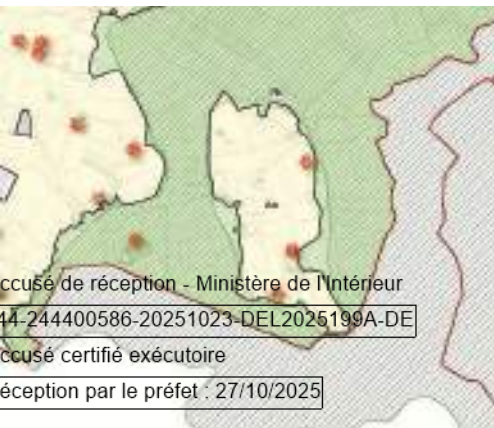 ccusé de réception - Ministère de l'Intérieur
44-244400586-20251023-DEL2025199A-DE
ccusé certifié exécutoire
éception par le préfet : 27/10/2025